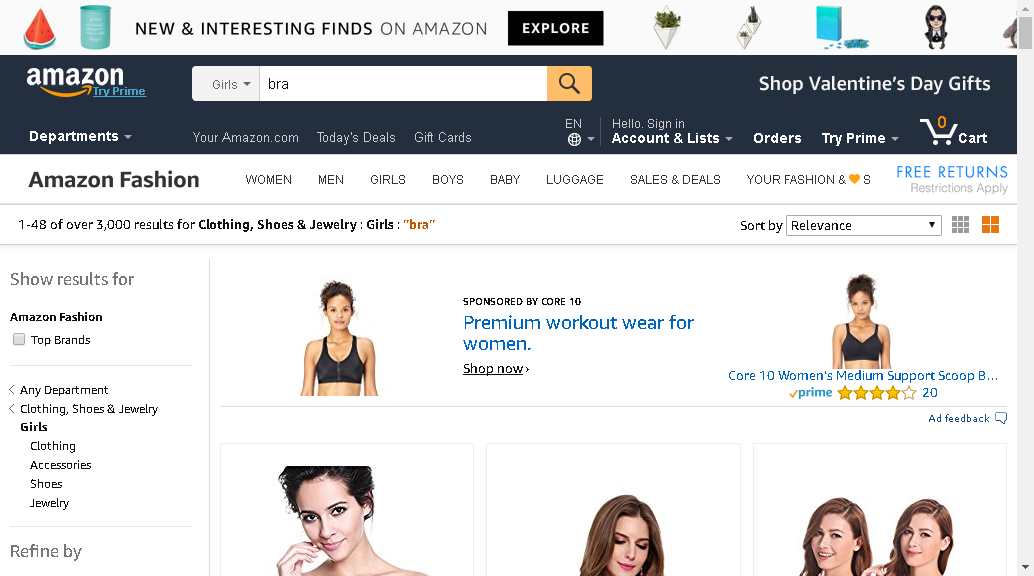 NEW & INTERESTING FINDS ON AMAZON EXPLORE
amazon
Try Prime
Girls bra
Shop Valentine's Day Gifts
Departments
Your Amazon.com Today's Deals Gift Cards
EN
Hello. Sign in
Account & Lists
Orders
Try Prime
0
Cart
Amazon Fashion
WOMEN MEN GIRLS BOYS BABY LUGGAGE SALES & DEALS YOUR FASHION & S
FREE RETURNS
Restrictions Apply
1-48 of over 3,000 results for Clothing, Shoes & Jewelry : Girls : "bra"
Sort by Relevance
Show results for
Amazon Fashion
Top Brands
Any Department
Clothing, Shoes & Jewelry
Girls
Clothing
Accessories
Shoes
Jewelry
Refine by
SPONSORED BY CORE 10
Premium workout wear for
women.
Shop now ›
Core 10 Women's Medium Support Scoop B...
prime 20
Ad feedback